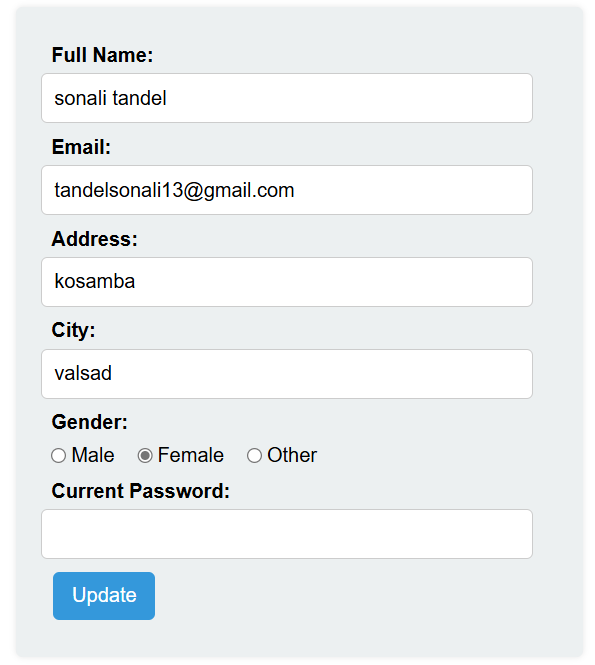 Full Name:
sonali tandel
Email:
tandelsonali13@gmail.com
Address:
kosamba
City:
valsad
Gender:
Male Female Other
Current Password:
Update